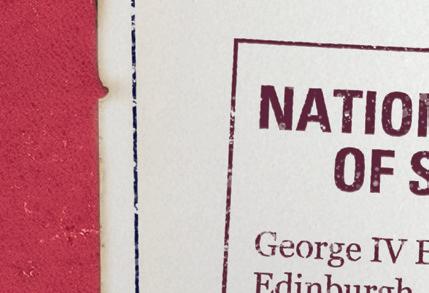 NATIO
OF S
George IV
Edinburgh